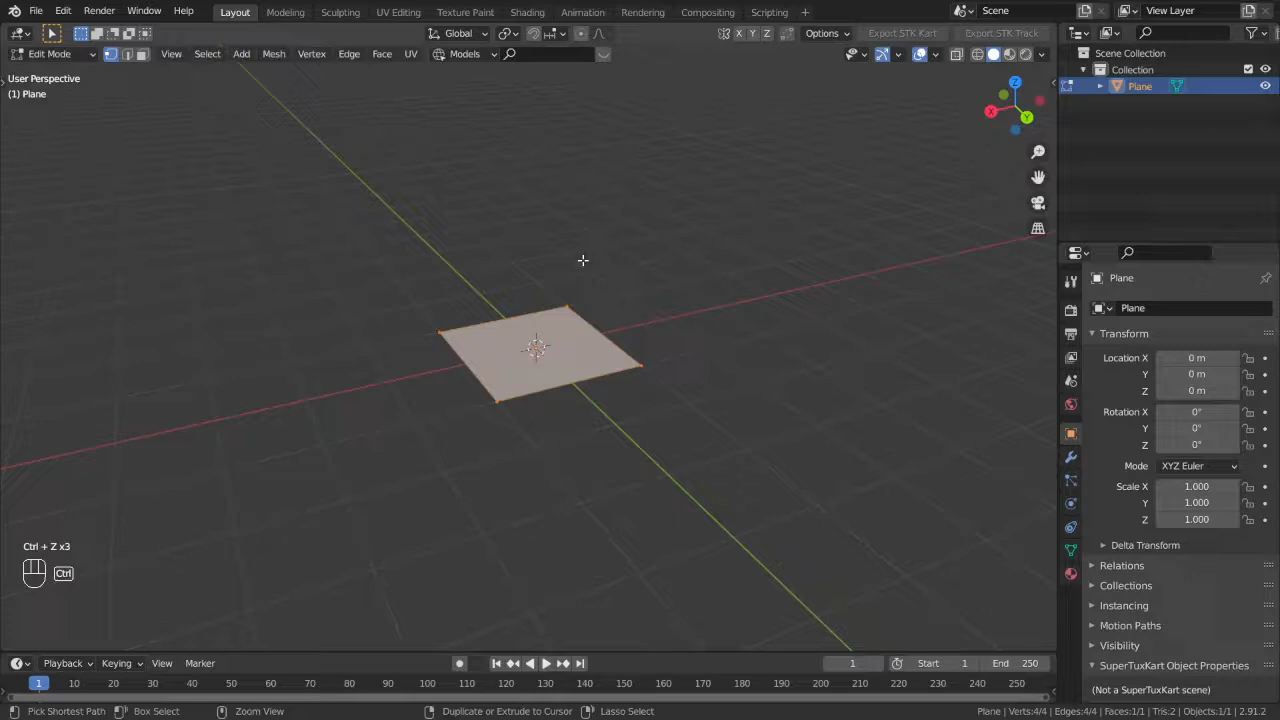 File Edit Render Window Help Layout Modeling Sculpting UV Editing Texture Paint Shading Animation Rendering Compositing Scripting + Scene View Layer
Global X Y Z Options Export STK Kart Export STK Track
Edit Mode View Select Add Mesh Vertex Edge Face UV Models
User Perspective
(1) Plane
Z
X
Y
Scene Collection
Collection
Plane
Plane
Plane
Transform
Location X 0 m
Y 0 m
Z 0 m
Rotation X 0°
Y 0°
Z 0°
Mode XYZ Euler
Scale X 1.000
Y 1.000
Z 1.000
Delta Transform
Relations
Collections
Instancing
Motion Paths
Visibility
SuperTuxKart Object Properties
(Not a SuperTuxKart scene)
Ctrl + Z x3
Ctrl
Playback Keying View Marker 1 Start 1 End 250
1 10 20 30 40 50 60 70 80 90 100 110 120 130 140 150 160 170 180 190 200 210 220 230 240 250
Pick Shortest Path Box Select Zoom View Duplicate or Extrude to Cursor Lasso Select Plane | Verts:4/4 | Edges:4/4 | Faces:1/1 | Tris:2 | Objects:1/1 | 2.91.2